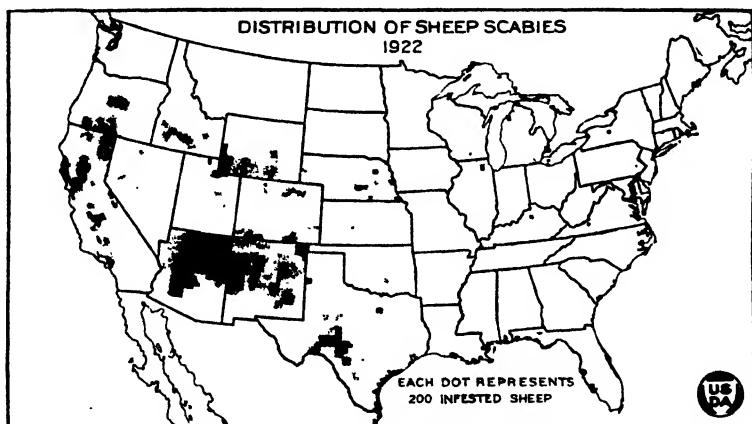 DISTRIBUTION OF SHEEP SCABIES
1922
EACH DOT REPRESENTS
200 INFESTED SHEEP
US
DA